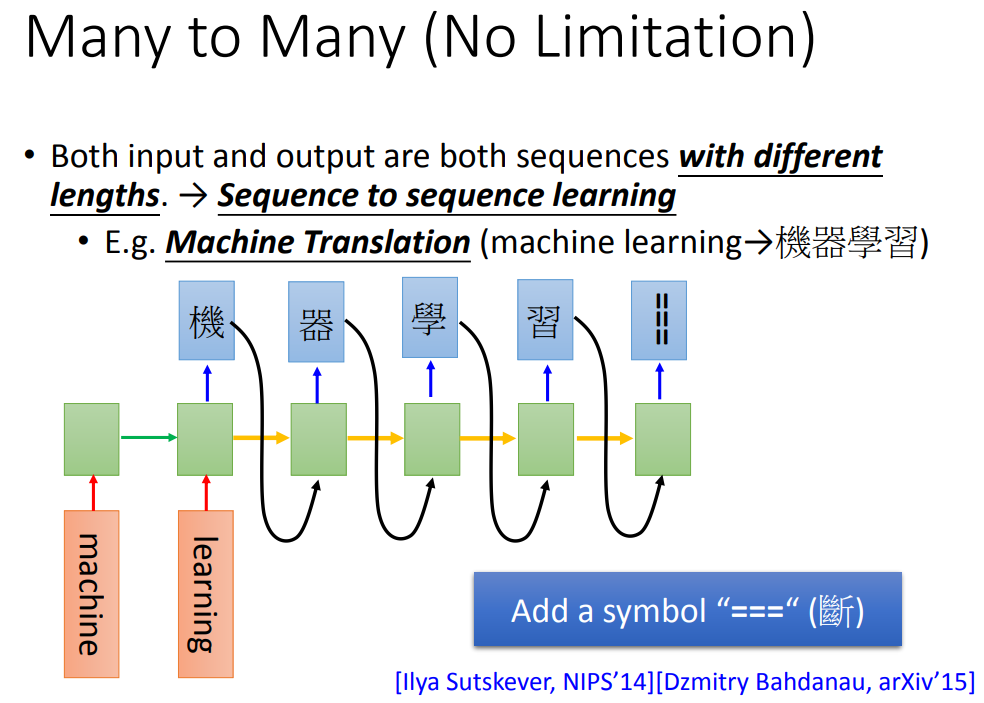 Many to Many (No Limitation)
• Both input and output are both sequences with different
lengths. → Sequence to sequence learning
• E.g. Machine Translation (machine learning→機器學習)
機
器
學
習
===
machine
learning
Add a symbol “===“ (斷)
[Ilya Sutskever, NIPS’14][Dzmitry Bahdanau, arXiv’15]